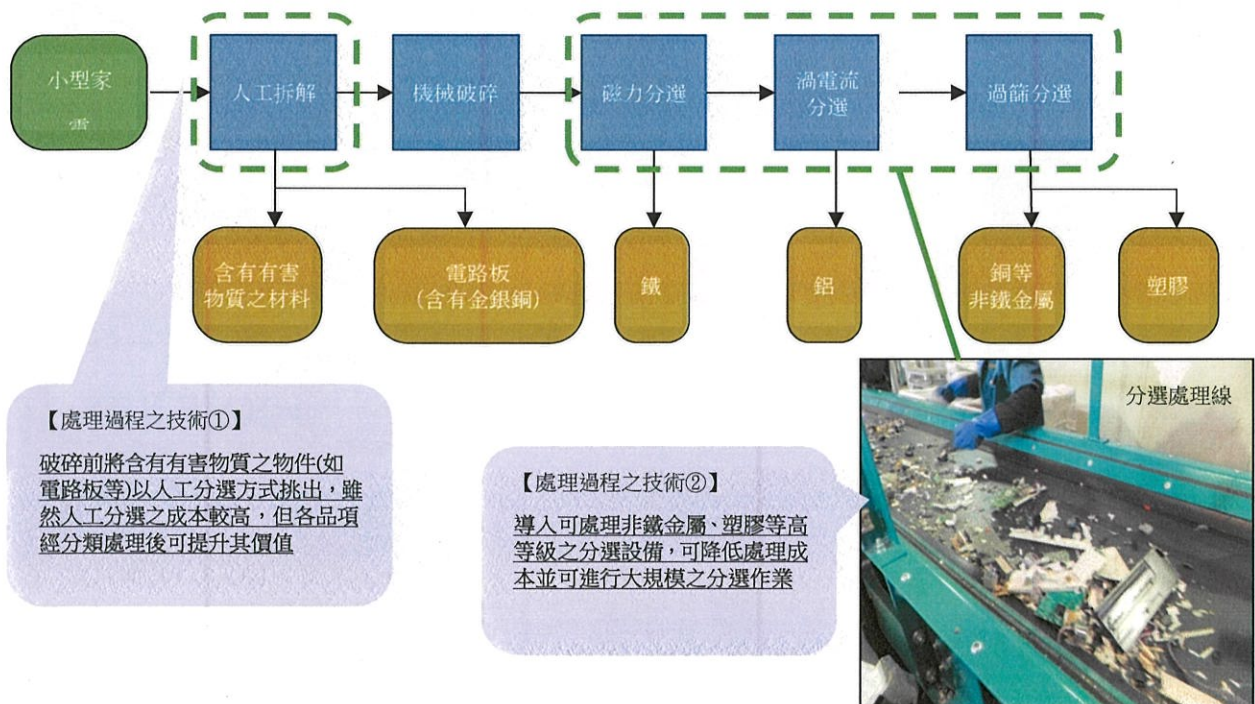 小型家
電
人工拆解
機械破碎
磁力分選
渦電流
分選
過篩分選
含有有害
物質之材料
電路板
(含有金銀銅)
鐵
鋁
銅等
非鐵金屬
塑膠
【處理過程之技術①】
破碎前將含有有害物質之物件(如
電路板等)以人工分選方式挑出，雖
然人工分選之成本較高，但各品項
經分類處理後可提升其價值
【處理過程之技術②】
導入可處理非鐵金屬、塑膠等高
等級之分選設備，可降低處理成
本並可進行大規模之分選作業
分選處理線